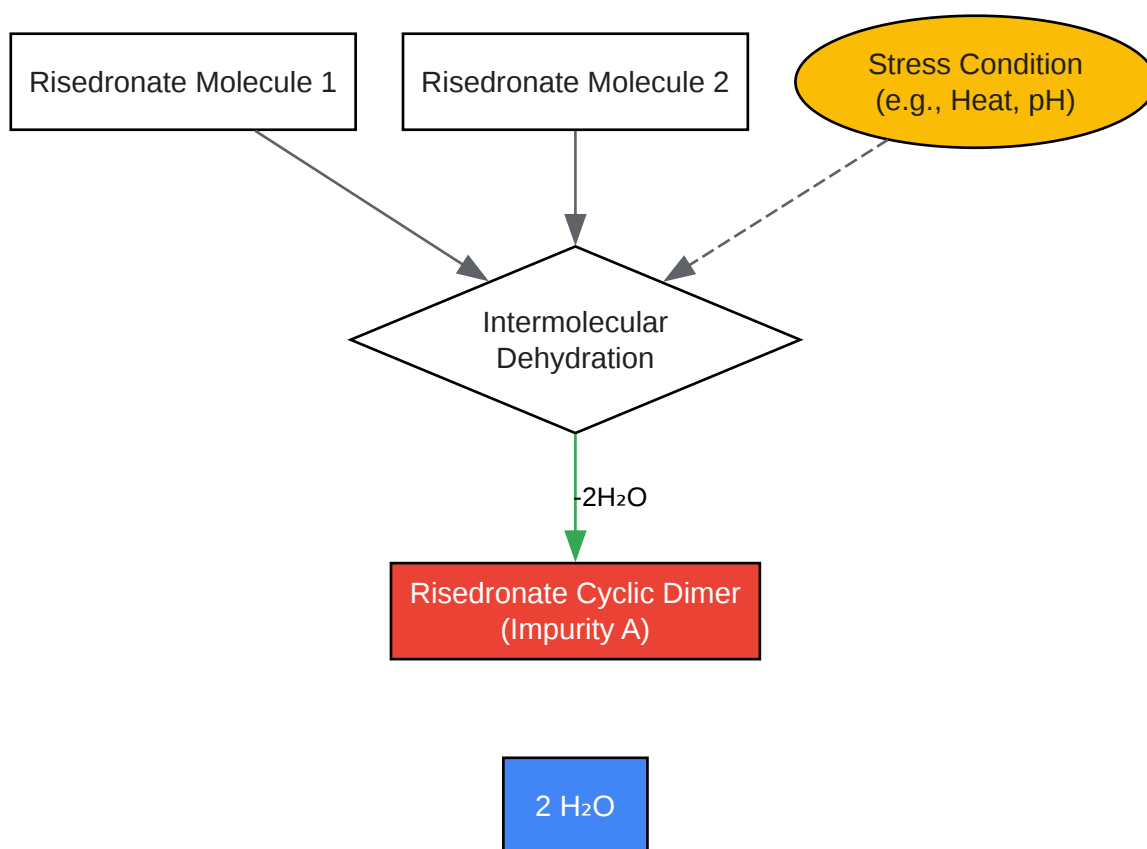 Risedronate Molecule 1
Risedronate Molecule 2
Stress Condition
(e.g., Heat, pH)
Intermolecular
Dehydration
-2H₂O
Risedronate Cyclic Dimer
(Impurity A)
2 H₂O